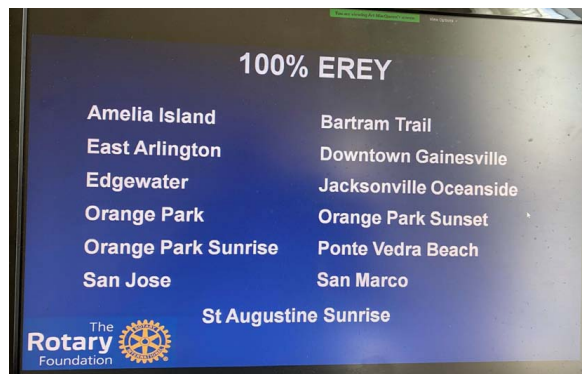 100% EREY
Amelia Island
Bartram Trail
East Arlington
Downtown Gainesville
Edgewater
Jacksonville Oceanside
Orange Park
Orange Park Sunset
Orange Park Sunrise
Ponte Vedra Beach
San Jose
San Marco
St Augustine Sunrise
The
Rotary
Foundation